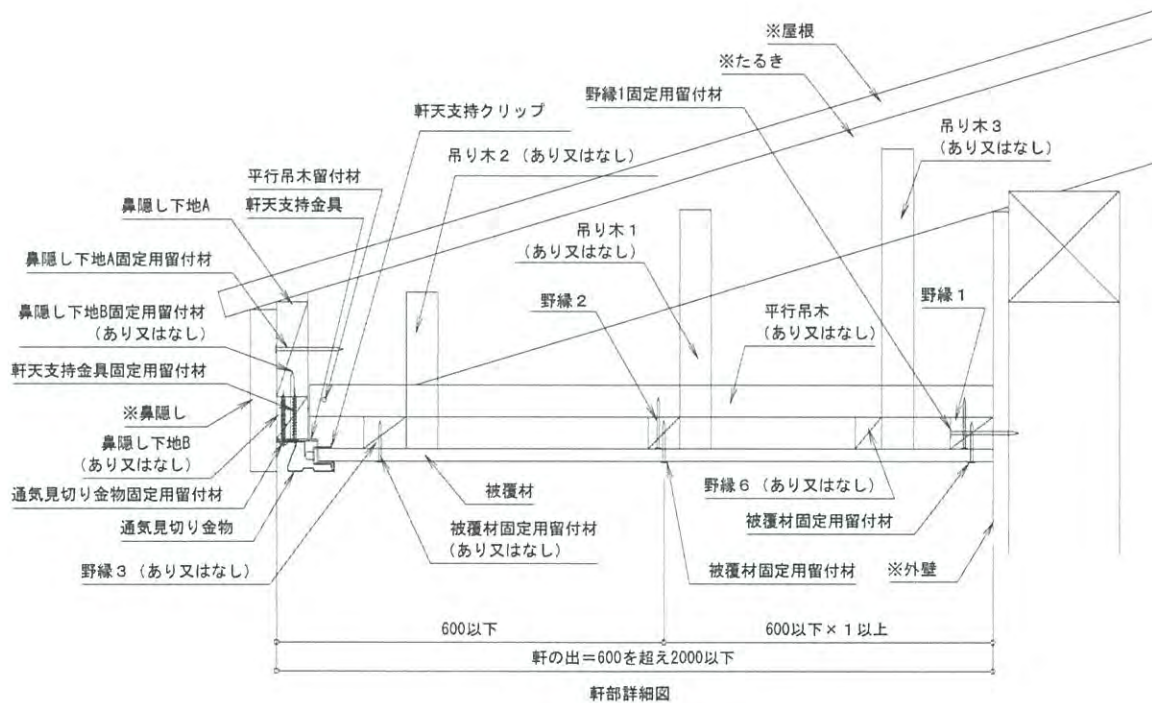 ※屋根
※たるき
野縁1固定用留付材
軒天支持クリップ
吊り木3
(あり又はなし)
吊り木2 (あり又はなし)
平行吊木留付材
軒天支持金具
鼻隠し下地A
吊り木1
(あり又はなし)
鼻隠し下地A固定用留付材
野縁2
野縁1
平行吊木
(あり又はなし)
鼻隠し下地B固定用留付材
(あり又はなし)
軒天支持金具固定用留付材
※鼻隠し
鼻隠し下地B
(あり又はなし)
通気見切り金物固定用留付材
被覆材
野縁6 (あり又はなし)
通気見切り金物
被覆材固定用留付材
(あり又はなし)
被覆材固定用留付材
野縁3 (あり又はなし)
被覆材固定用留付材
※外壁
600以下
600以下×1以上
軒の出=600を超え2000以下
軒部詳細図